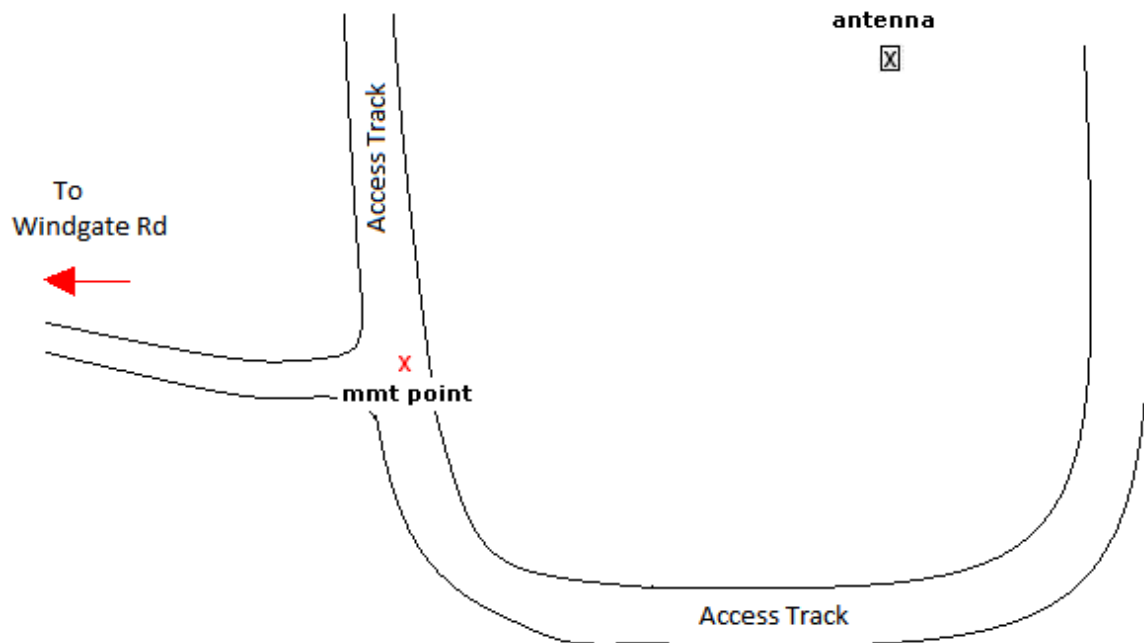 antenna
X
Access Track
To
Windgate Rd
X
mmt point
Access Track